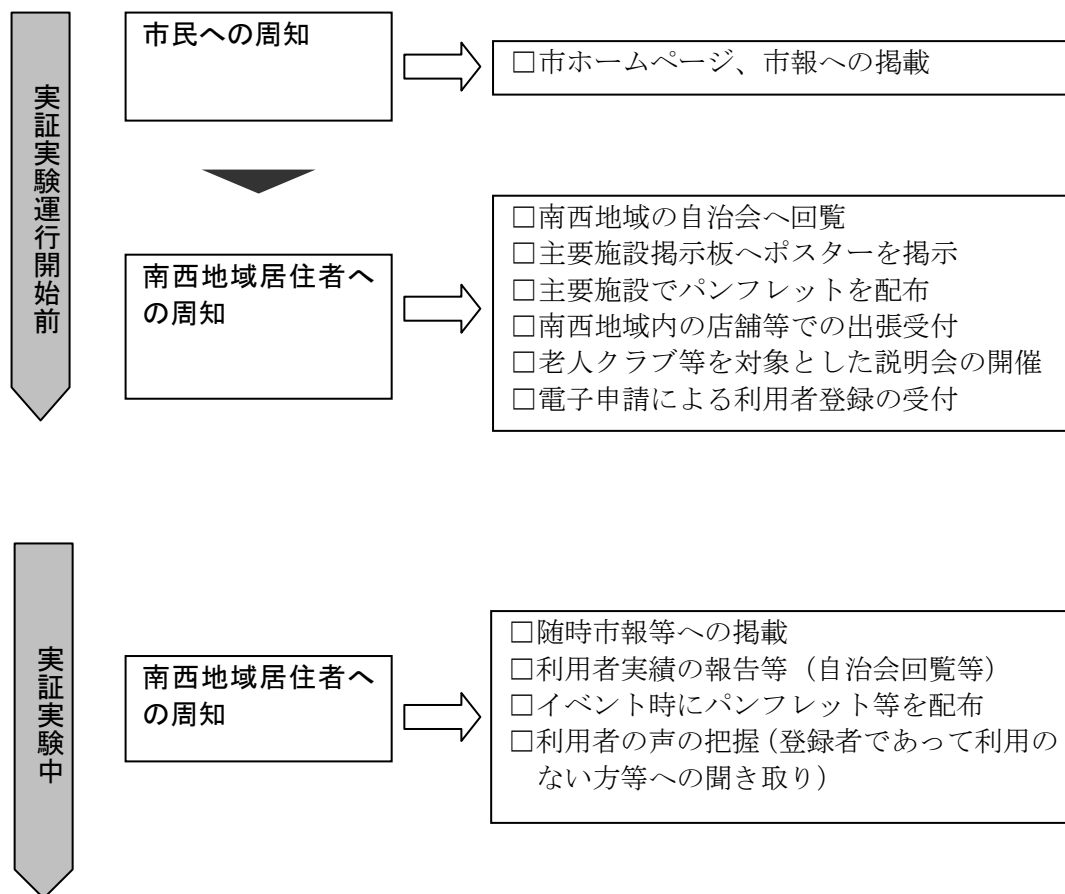 実証実験運行開始前
市民への周知
□市ホームページ、市報への掲載
南西地域居住者へ
の周知
□南西地域の自治会へ回覧
□主要施設掲示板へポスターを掲示
□主要施設でパンフレットを配布
□南西地域内の店舗等での出張受付
□老人クラブ等を対象とした説明会の開催
□電子申請による利用者登録の受付
実証実験中
南西地域居住者へ
の周知
□随時市報等への掲載
□利用者実績の報告等（自治会回覧等）
□イベント時にパンフレット等を配布
□利用者の声の把握（登録者であって利用の
ない方等への聞き取り）